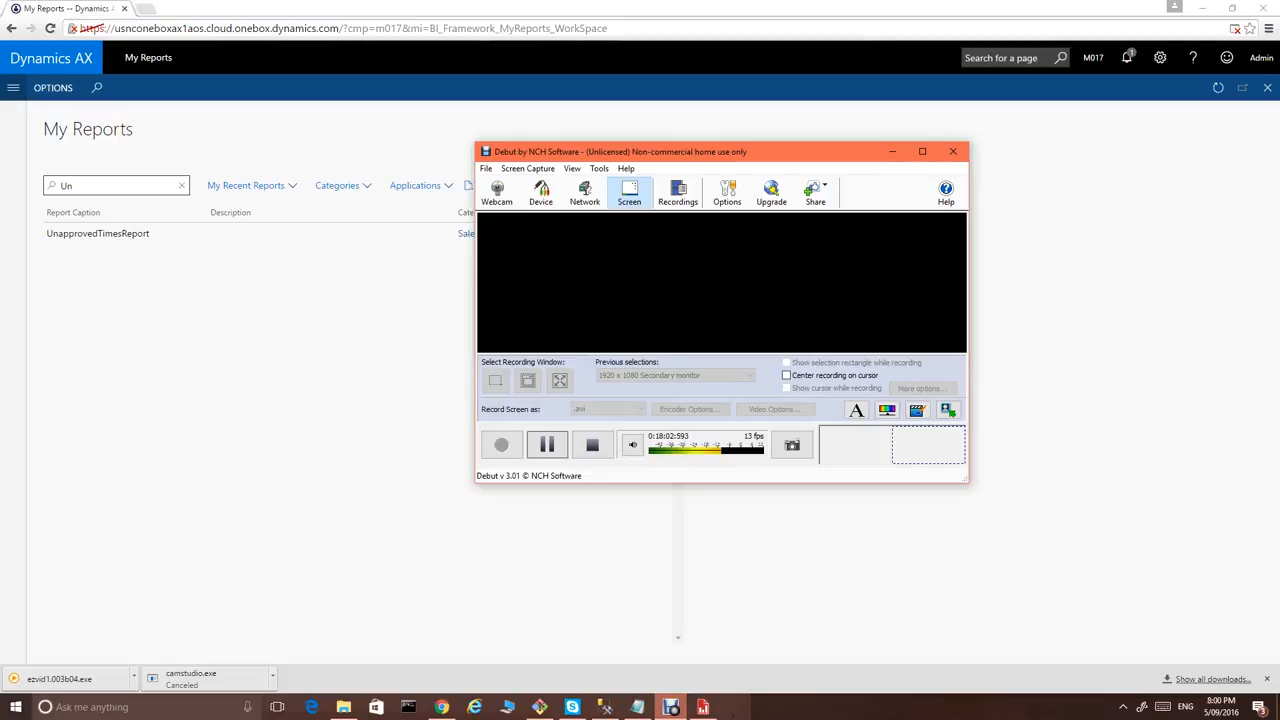 My Reports -- Dynamics A
https://usnconeboxax1aos.cloud.onebox.dynamics.com/?cmp=m017&mi=BI_Framework_MyReports_WorkSpace
Dynamics AX
My Reports
Search for a page
M017
1
Admin
OPTIONS
My Reports
Un
My Recent Reports
Categories
Applications
Report Caption
Description
Cate
UnapprovedTimesReport
Sale
Debut by NCH Software - (Unlicensed) Non-commercial home use only
File
Screen Capture
View
Tools
Help
Webcam
Device
Network
Screen
Recordings
Options
Upgrade
Share
Help
Select Recording Window:
Previous selections:
1920 x 1080 Secondary monitor
Show selection rectangle while recording
Center recording on cursor
Show cursor while recording
More options...
Record Screen as:
.avi
Encoder Options...
Video Options...
A
0:18:02:593
13 fps
Debut v 3.01 © NCH Software
ezvid1.003b04.exe
camstudio.exe
Canceled
Show all downloads...
Ask me anything
ENG
8:00 PM
5/09/2016